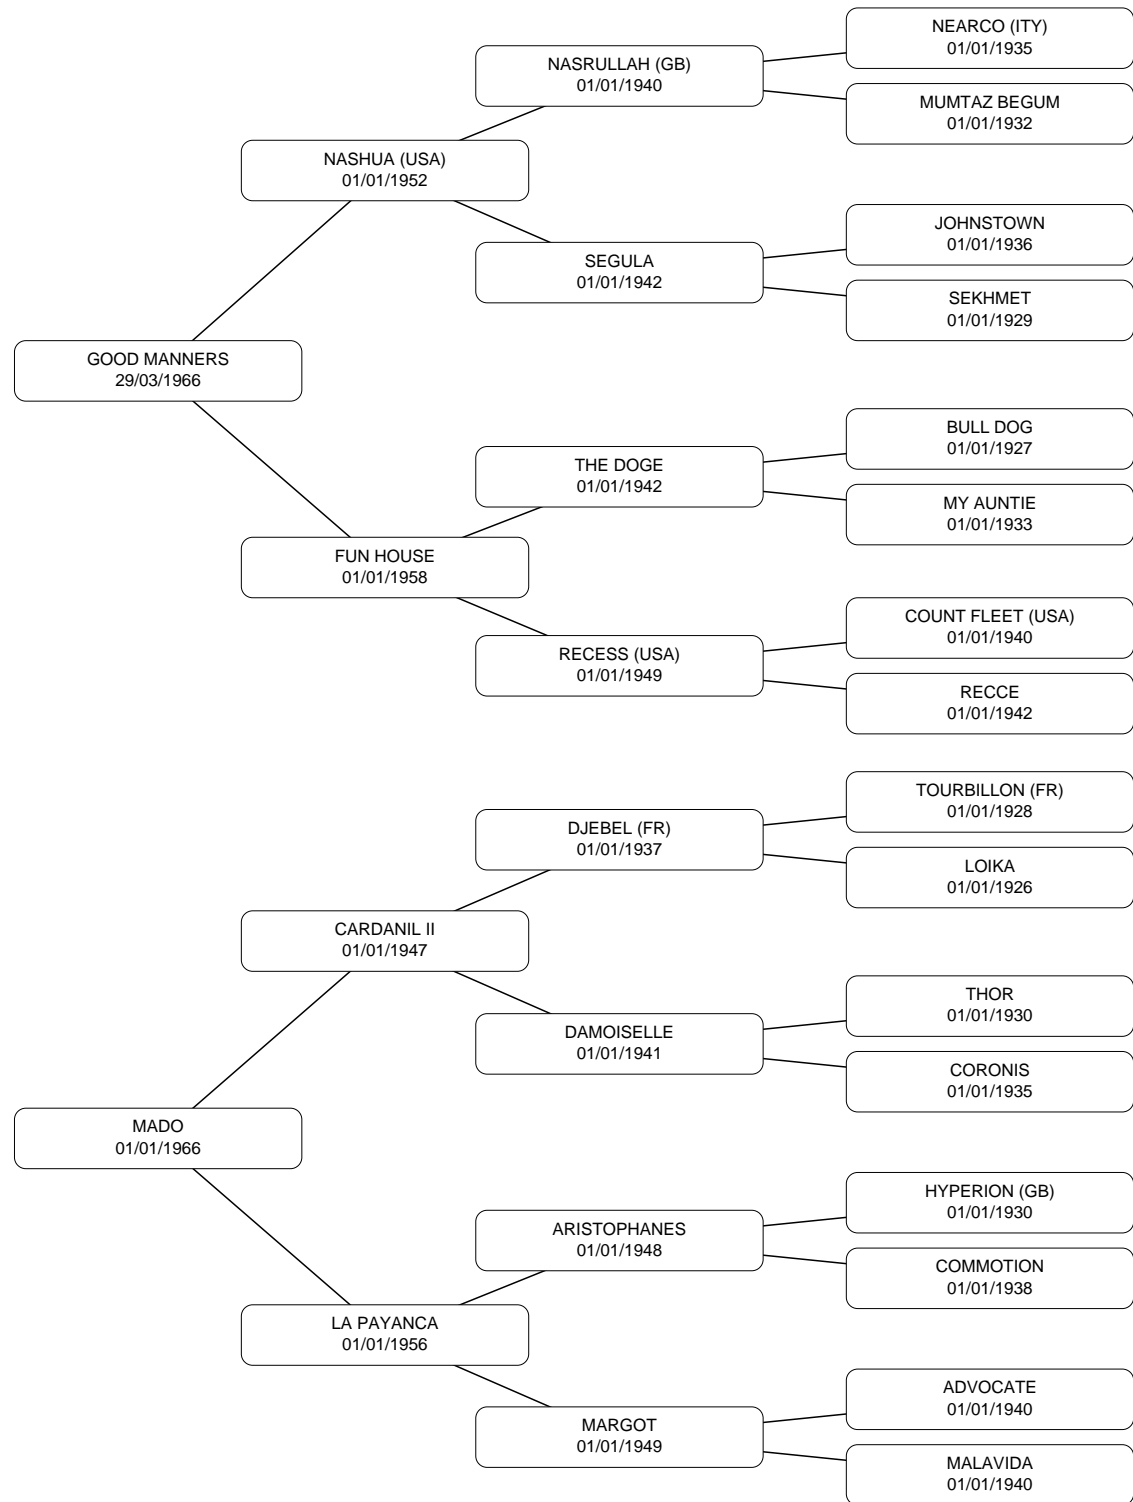 NEARCO (ITY)
01/01/1935
NASRULLAH (GB)
01/01/1940
MUMTAZ BEGUM
01/01/1932
NASHUA (USA)
01/01/1952
JOHNSTOWN
01/01/1936
SEGULA
01/01/1942
SEKHMET
01/01/1929
GOOD MANNERS
29/03/1966
BULL DOG
01/01/1927
THE DOGE
01/01/1942
MY AUNTIE
01/01/1933
FUN HOUSE
01/01/1958
COUNT FLEET (USA)
01/01/1940
RECESS (USA)
01/01/1949
RECCE
01/01/1942
TOURBILLON (FR)
01/01/1928
DJEBEL (FR)
01/01/1937
LOIKA
01/01/1926
CARDANIL II
01/01/1947
THOR
01/01/1930
DAMOISELLE
01/01/1941
CORONIS
01/01/1935
MADO
01/01/1966
HYPERION (GB)
01/01/1930
ARISTOPHANES
01/01/1948
COMMOTION
01/01/1938
LA PAYANCA
01/01/1956
ADVOCATE
01/01/1940
MARGOT
01/01/1949
MALAVIDA
01/01/1940